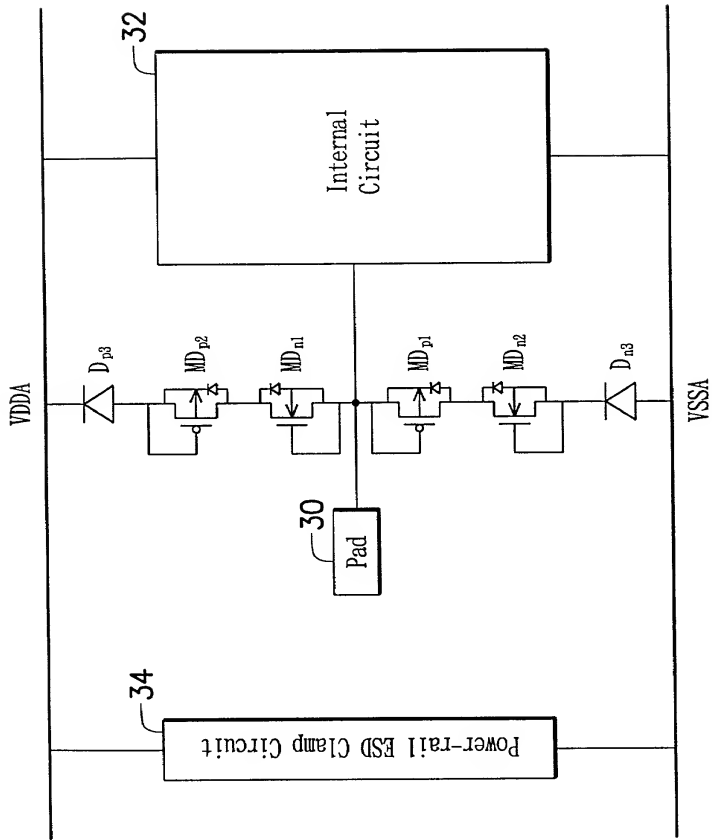 VDDA
32
Internal
Circuit
Dp3
MDp2
MDn1
MDp1
MDn2
Dn3
VSSA
30
Pad
34
Power-rail ESD Clamp Circuit